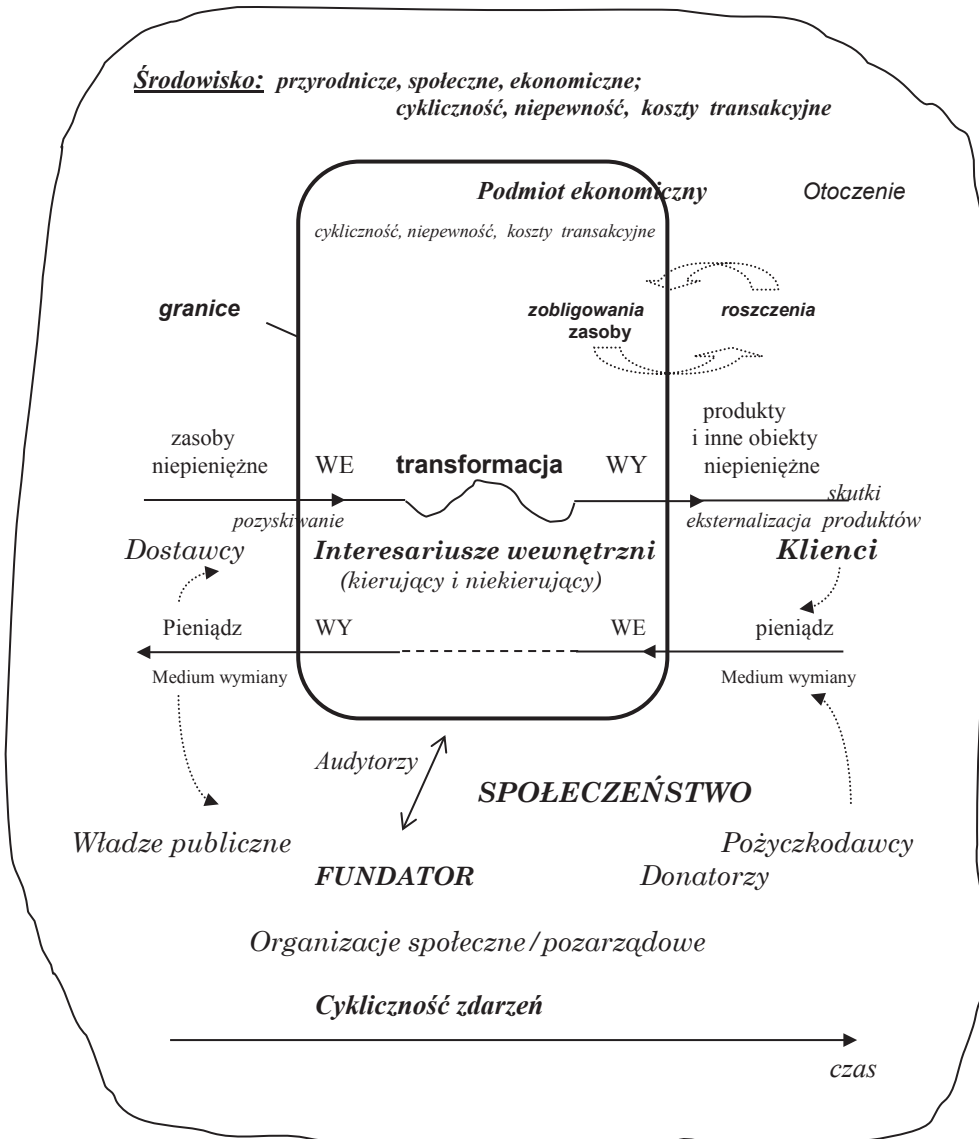 Środowisko: przyrodnicze, społeczne, ekonomiczne;
cykliczność, niepewność, koszty transakcyjne
Podmiot ekonomiczny
Otoczenie
cykliczność, niepewność, koszty transakcyjne
granice
zobligowania
roszczenia
zasoby
zasoby
niepieniężne
WE
transformacja
WY
produkty
i inne obiekty
niepieniężne
skutki
pozyskiwanie
eksternalizacja produktów
Dostawcy
Interesariusze wewnętrzni
Klienci
(kierujący i niekierujący)
Pieniądz
WY
WE
pieniądz
Medium wymiany
Medium wymiany
Audytorzy
SPOŁECZEŃSTWO
Władze publiczne
Pożyczkodawcy
FUNDATOR
Donatorzy
Organizacje społeczne/pozarządowe
Cykliczność zdarzeń
czas